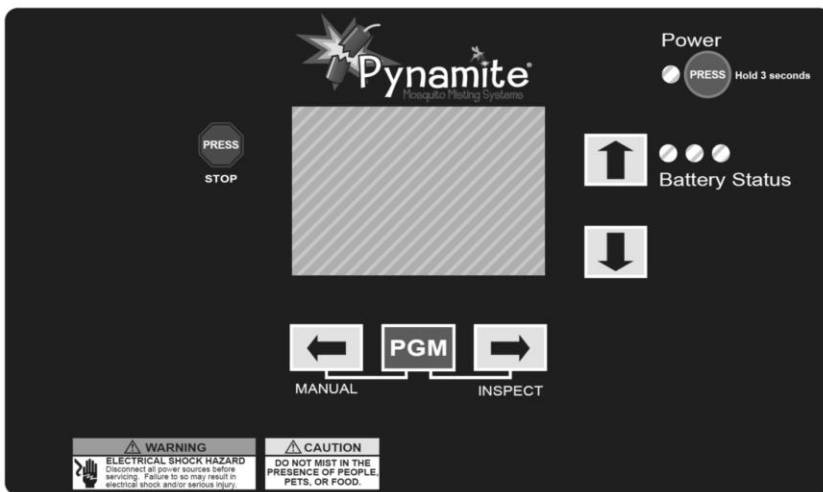 Pynamite®
Mosquito Misting Systems
Power
PRESS Hold 3 seconds
PRESS
STOP
Battery Status
PGM
MANUAL
INSPECT
WARNING
ELECTRICAL SHOCK HAZARD
Disconnect all power sources before
servicing. Failure to so may result in
electrical shock and/or serious injury.
CAUTION
DO NOT MIST IN THE
PRESENCE OF PEOPLE,
PETS, OR FOOD.